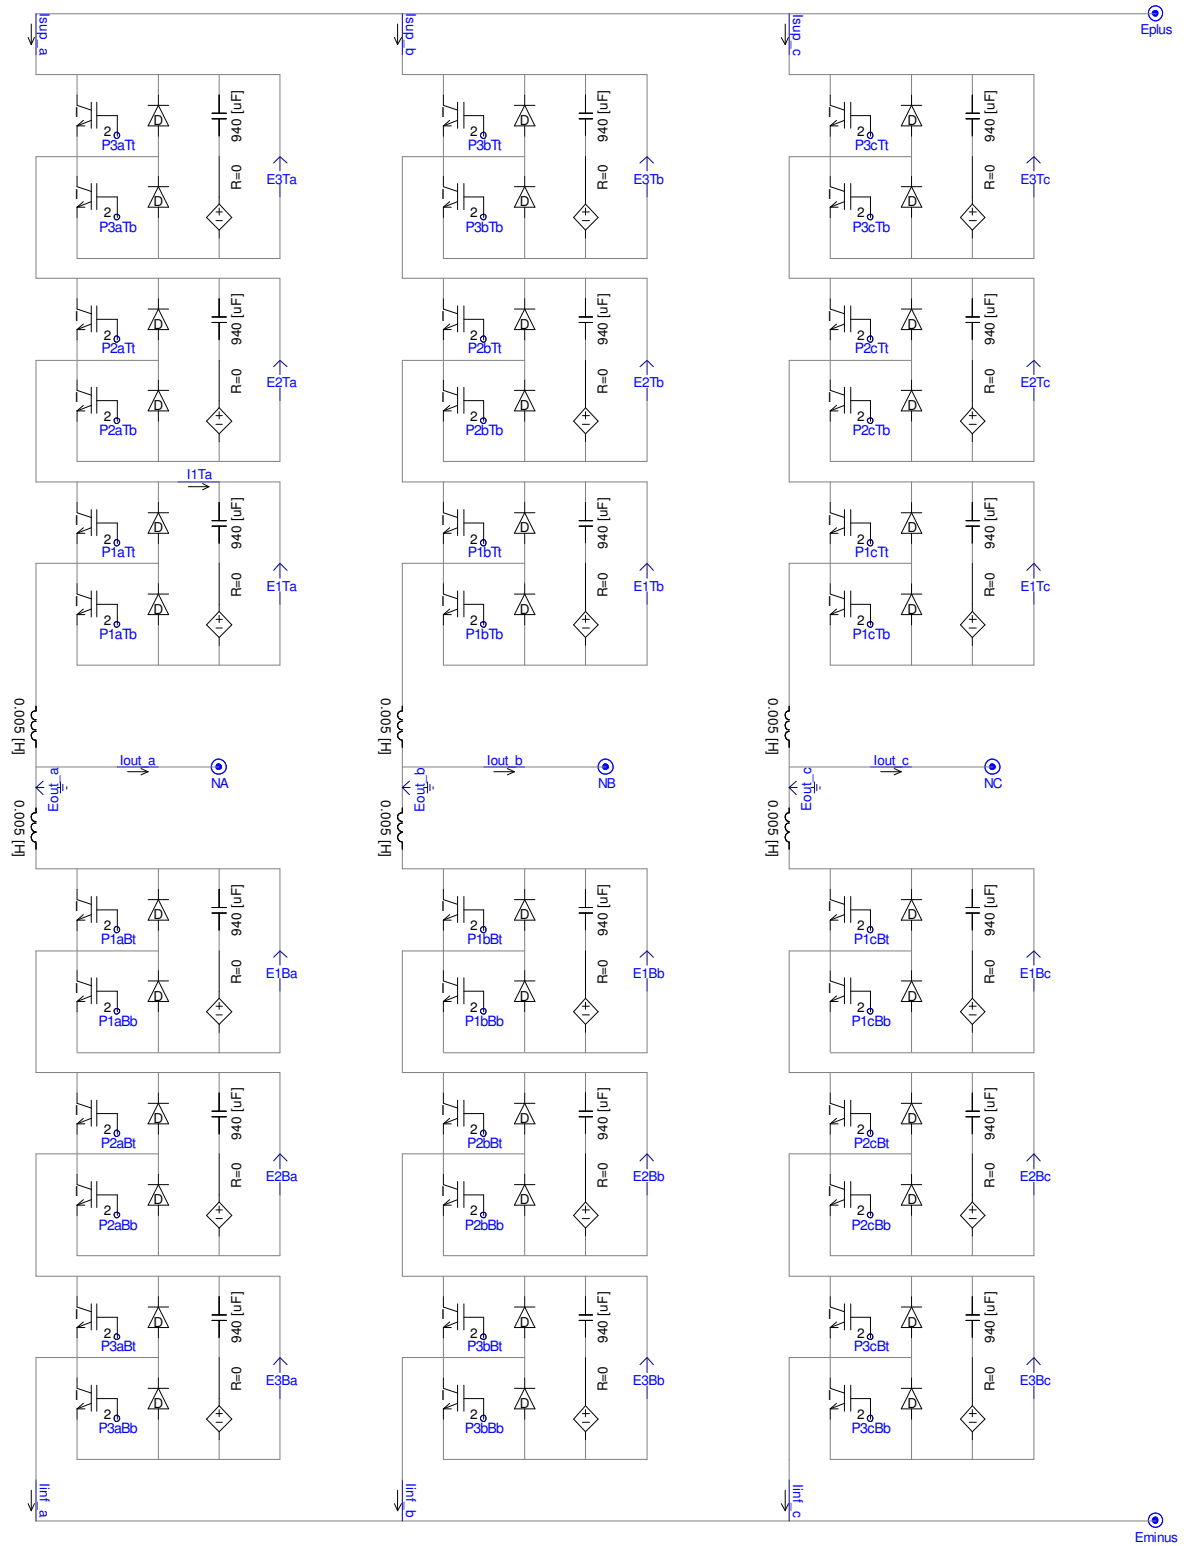 Isup_a
Isup_b
Isup_c
Eplus
940 [uF]
2
P3aTt
R=0
E3Ta
D
D
2
P3aTb
940 [uF]
2
P3bTt
R=0
E3Tb
D
D
2
P3bTb
940 [uF]
2
P3cTt
R=0
E3Tc
D
D
2
P3cTb
940 [uF]
2
P2aTt
R=0
E2Ta
D
D
2
P2aTb
940 [uF]
2
P2bTt
R=0
E2Tb
D
D
2
P2bTb
940 [uF]
2
P2cTt
R=0
E2Tc
D
D
2
P2cTb
I1Ta
940 [uF]
2
P1aTt
R=0
E1Ta
D
D
2
P1aTb
940 [uF]
2
P1bTt
R=0
E1Tb
D
D
2
P1bTb
940 [uF]
2
P1cTt
R=0
E1Tc
D
D
2
P1cTb
0.005 [H]
0.005 [H]
0.005 [H]
Iout_a
NA
Eout_a
Iout_b
NB
Eout_b
Iout_c
NC
Eout_c
0.005 [H]
0.005 [H]
0.005 [H]
940 [uF]
2
P1aBt
R=0
E1Ba
D
D
2
P1aBb
940 [uF]
2
P1bBt
R=0
E1Bb
D
D
2
P1bBb
940 [uF]
2
P1cBt
R=0
E1Bc
D
D
2
P1cBb
940 [uF]
2
P2aBt
R=0
E2Ba
D
D
2
P2aBb
940 [uF]
2
P2bBt
R=0
E2Bb
D
D
2
P2bBb
940 [uF]
2
P2cBt
R=0
E2Bc
D
D
2
P2cBb
940 [uF]
2
P3aBt
R=0
E3Ba
D
D
2
P3aBb
940 [uF]
2
P3bBt
R=0
E3Bb
D
D
2
P3bBb
940 [uF]
2
P3cBt
R=0
E3Bc
D
D
2
P3cBb
Iinf_a
Iinf_b
Iinf_c
Eminus